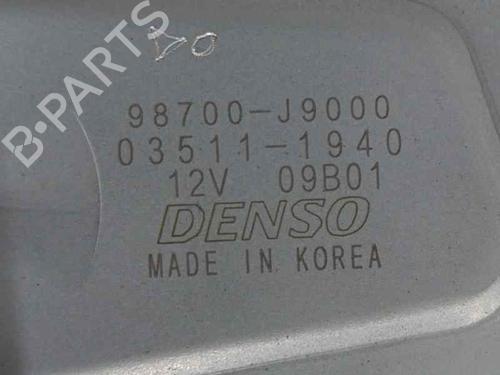 B-PARTS
98700-J9000
03511-1940
12V 09B01
DENSO
MADE IN KOREA